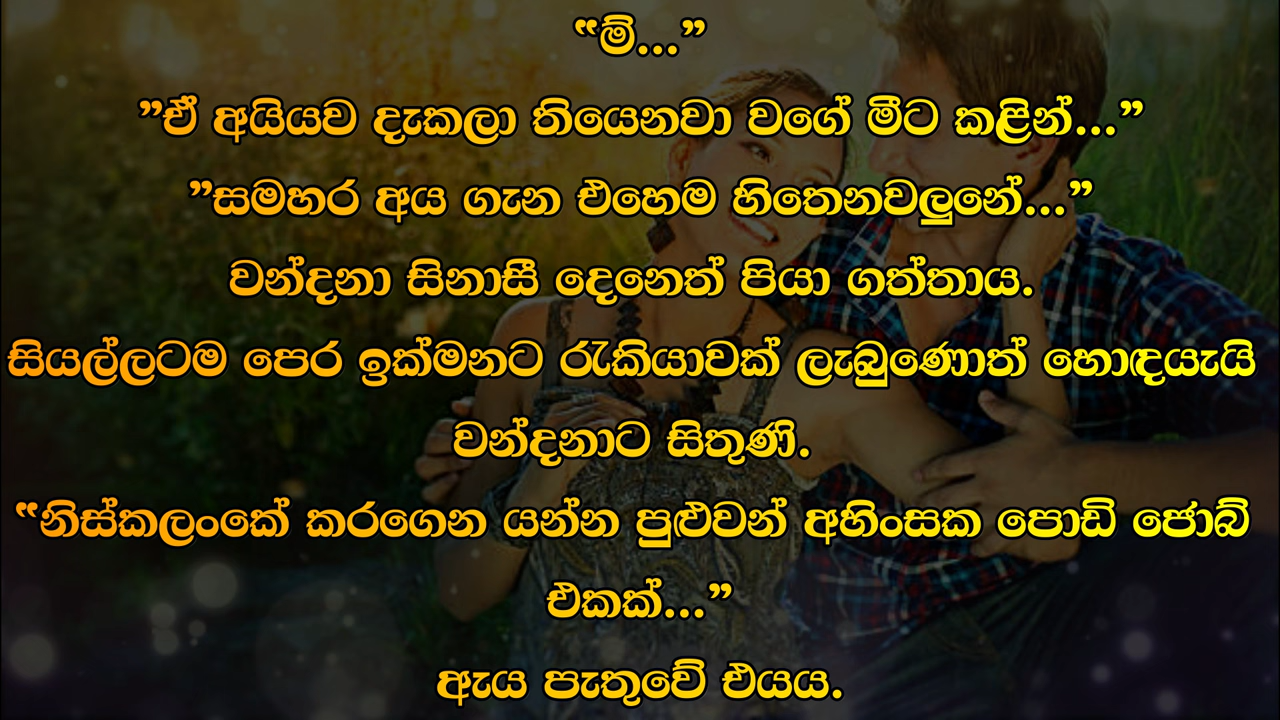 “ම්...”
”ඒ අයියව දැකලා තියෙනවා වගේ මීට කළින්...”
”සමහර අය ගැන එහෙම හිතෙනවලුනේ...”
වන්දනා සිනාසී දෙනෙත් පියා ගත්තාය.
සියල්ලටම පෙර ඉක්මනට රැකියාවක් ලැබුණොත් හොඳයැයි
වන්දනාට සිතුණි.
“නිස්කලංකේ කරගෙන යන්න පුළුවන් අහිංසක පොඩි ජොබ්
එකක්...”
ඇය පැතුවේ එයය.